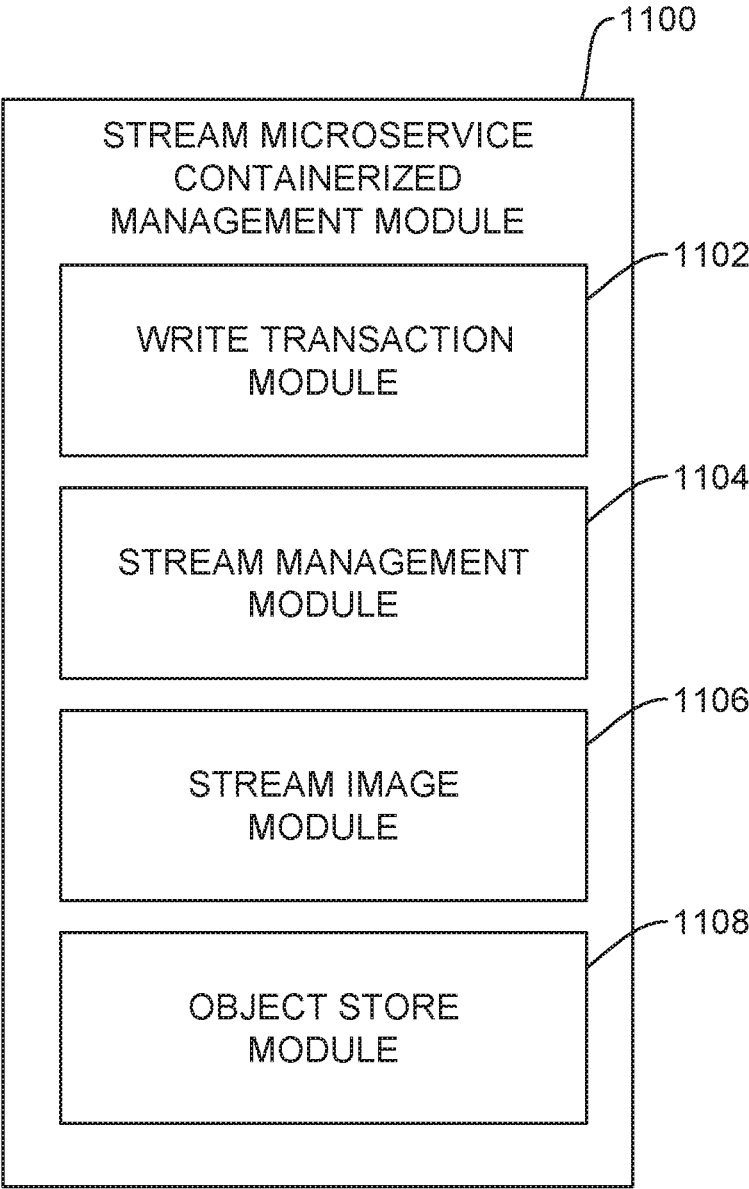 1100
STREAM MICROSERVICE
CONTAINERIZED
MANAGEMENT MODULE
1102
WRITE TRANSACTION
MODULE
1104
STREAM MANAGEMENT
MODULE
1106
STREAM IMAGE
MODULE
1108
OBJECT STORE
MODULE